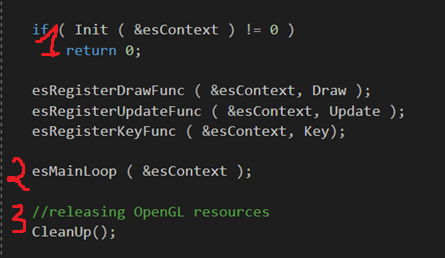 if ( Init ( &esContext ) != 0 )
1
return 0;
esRegisterDrawFunc ( &esContext, Draw );
esRegisterUpdateFunc ( &esContext, Update );
esRegisterKeyFunc ( &esContext, Key);
2 esMainLoop ( &esContext );
3 //releasing OpenGL resources
CleanUp();